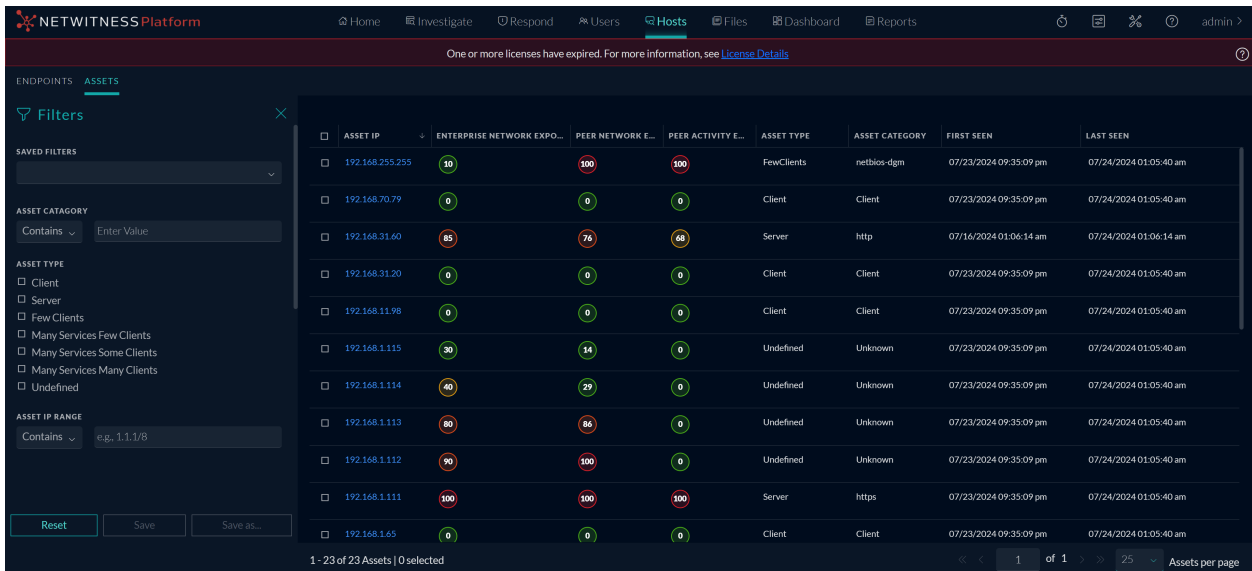 NETWITNESS Platform Home Investigate Respond Users Hosts Files Dashboard Reports admin >
One or more licenses have expired. For more information, see License Details
ENDPOINTS ASSETS
Filters
SAVED FILTERS
ASSET CATAGORY
Contains Enter Value
ASSET TYPE
Client
Server
Few Clients
Many Services Few Clients
Many Services Some Clients
Many Services Many Clients
Undefined
ASSET IP RANGE
Contains e.g., 1.1.1/8
Reset Save Save as...
ASSET IP ENTERPRISE NETWORK EXPO... PEER NETWORK E... PEER ACTIVITY E... ASSET TYPE ASSET CATEGORY FIRST SEEN LAST SEEN
192.168.255.255 10 100 100 FewClients netbios-dgm 07/23/2024 09:35:09 pm 07/24/2024 01:05:40 am
192.168.70.79 0 0 0 Client Client 07/23/2024 09:35:09 pm 07/24/2024 01:05:40 am
192.168.31.60 85 76 68 Server http 07/16/2024 01:06:14 am 07/24/2024 01:06:14 am
192.168.31.20 0 0 0 Client Client 07/23/2024 09:35:09 pm 07/24/2024 01:05:40 am
192.168.11.98 0 0 0 Client Client 07/23/2024 09:35:09 pm 07/24/2024 01:05:40 am
192.168.1.115 30 14 0 Undefined Unknown 07/23/2024 09:35:09 pm 07/24/2024 01:05:40 am
192.168.1.114 40 29 0 Undefined Unknown 07/23/2024 09:35:09 pm 07/24/2024 01:05:40 am
192.168.1.113 80 86 0 Undefined Unknown 07/23/2024 09:35:09 pm 07/24/2024 01:05:40 am
192.168.1.112 90 100 0 Undefined Unknown 07/23/2024 09:35:09 pm 07/24/2024 01:05:40 am
192.168.1.111 100 100 100 Server https 07/23/2024 09:35:09 pm 07/24/2024 01:05:40 am
192.168.1.65 0 0 0 Client Client 07/23/2024 09:35:09 pm 07/24/2024 01:05:40 am
1 - 23 of 23 Assets | 0 selected << < 1 of 1 > >> 25 Assets per page